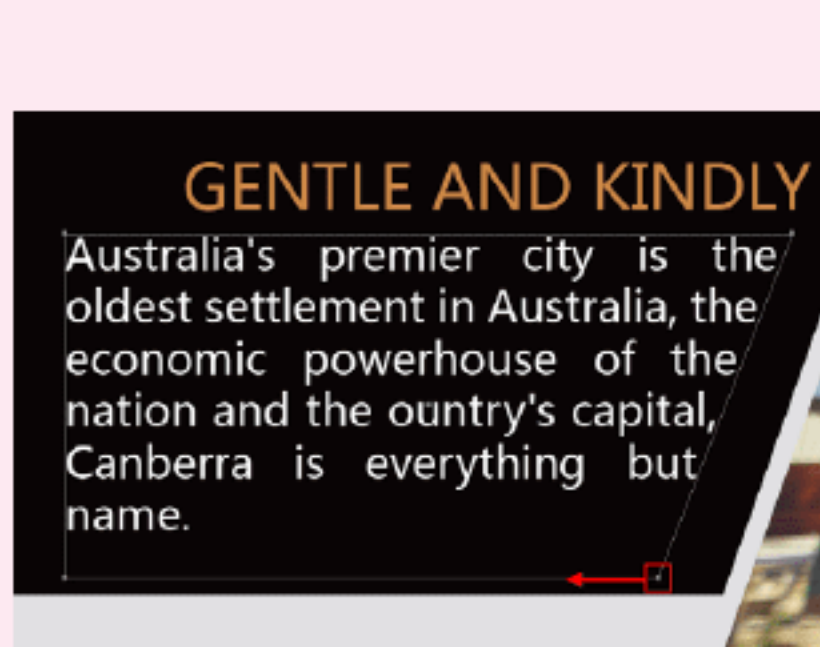 GENTLE AND KINDLY
Australia's premier city is the
oldest settlement in Australia, the
economic powerhouse of the
nation and the ountry's capital,
Canberra is everything but
name.